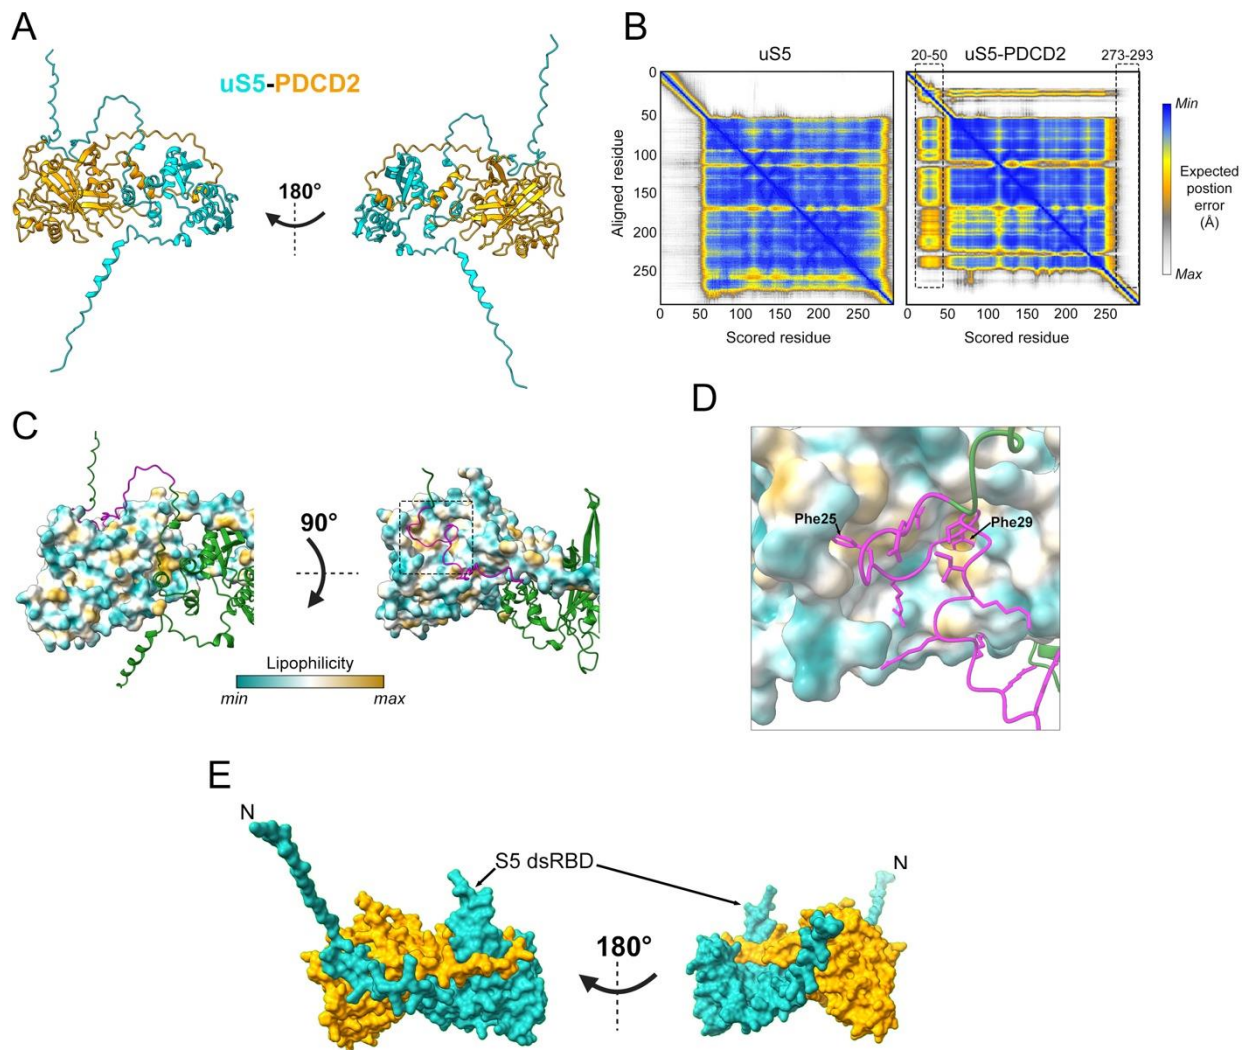 A
uS5-PDCD2
180°
B
uS5
20-50
uS5-PDCD2
273-293
0
50
100
150
200
250
Aligned residue
0
50
100
150
200
250
Scored residue
0
50
100
150
200
250
Scored residue
Min
Expected
postion
error
(Å)
Max
C
90°
Lipophilicity
min
max
D
Phe25
Phe29
E
N
S5 dsRBD
N
180°